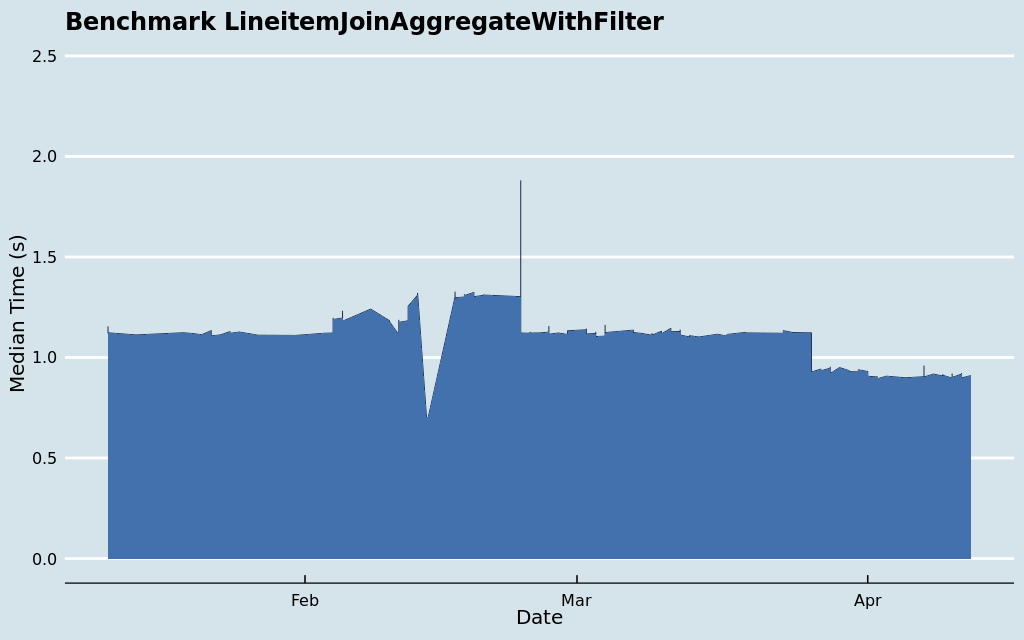 Benchmark LineitemJoinAggregateWithFilter
2.5
2.0
1.5
1.0
0.5
0.0
Median Time (s)
Feb
Mar
Apr
Date